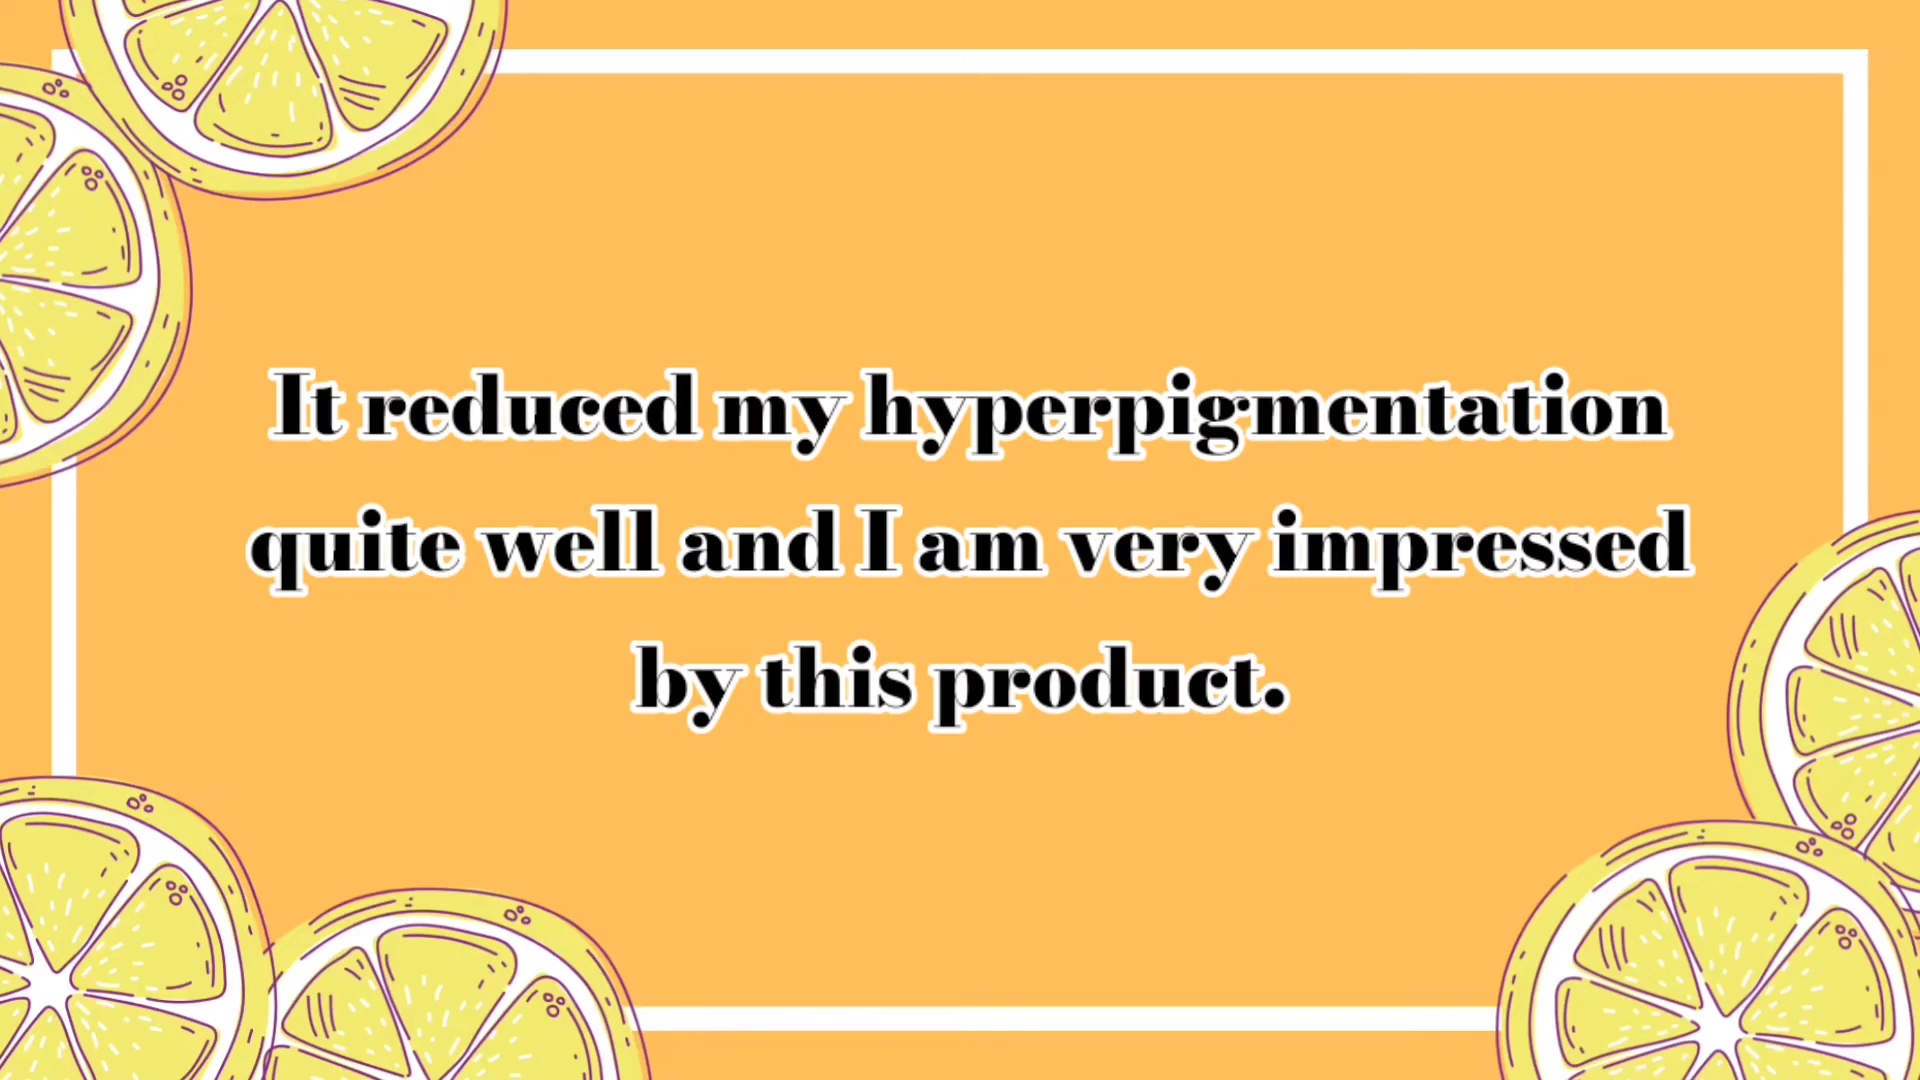 It reduced my hyperpigmentation
quite well and I am very impressed
by this product.